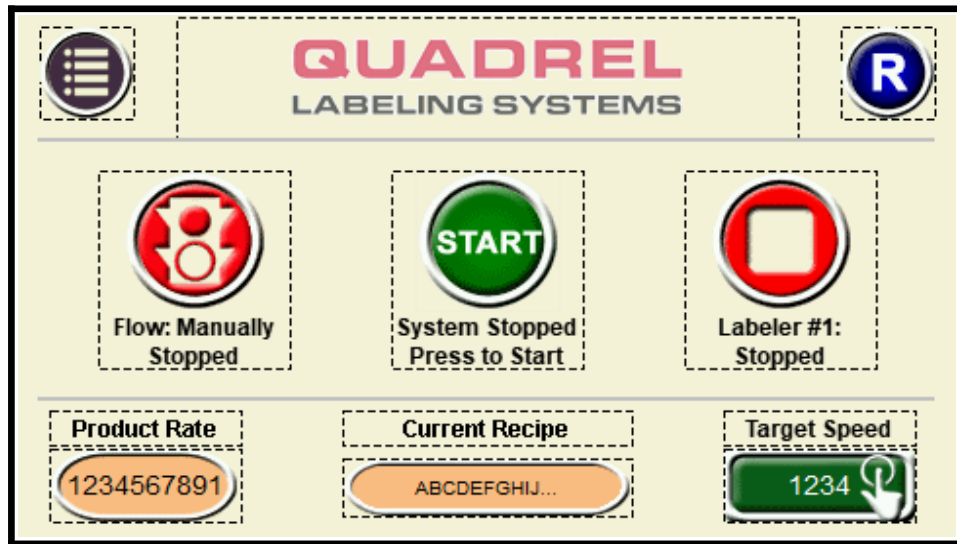 QUADREL
LABELING SYSTEMS
R
START
Flow: Manually
Stopped
System Stopped
Press to Start
Labeler #1:
Stopped
Product Rate
Current Recipe
Target Speed
1234567891
ABCDEFGHIJ...
1234